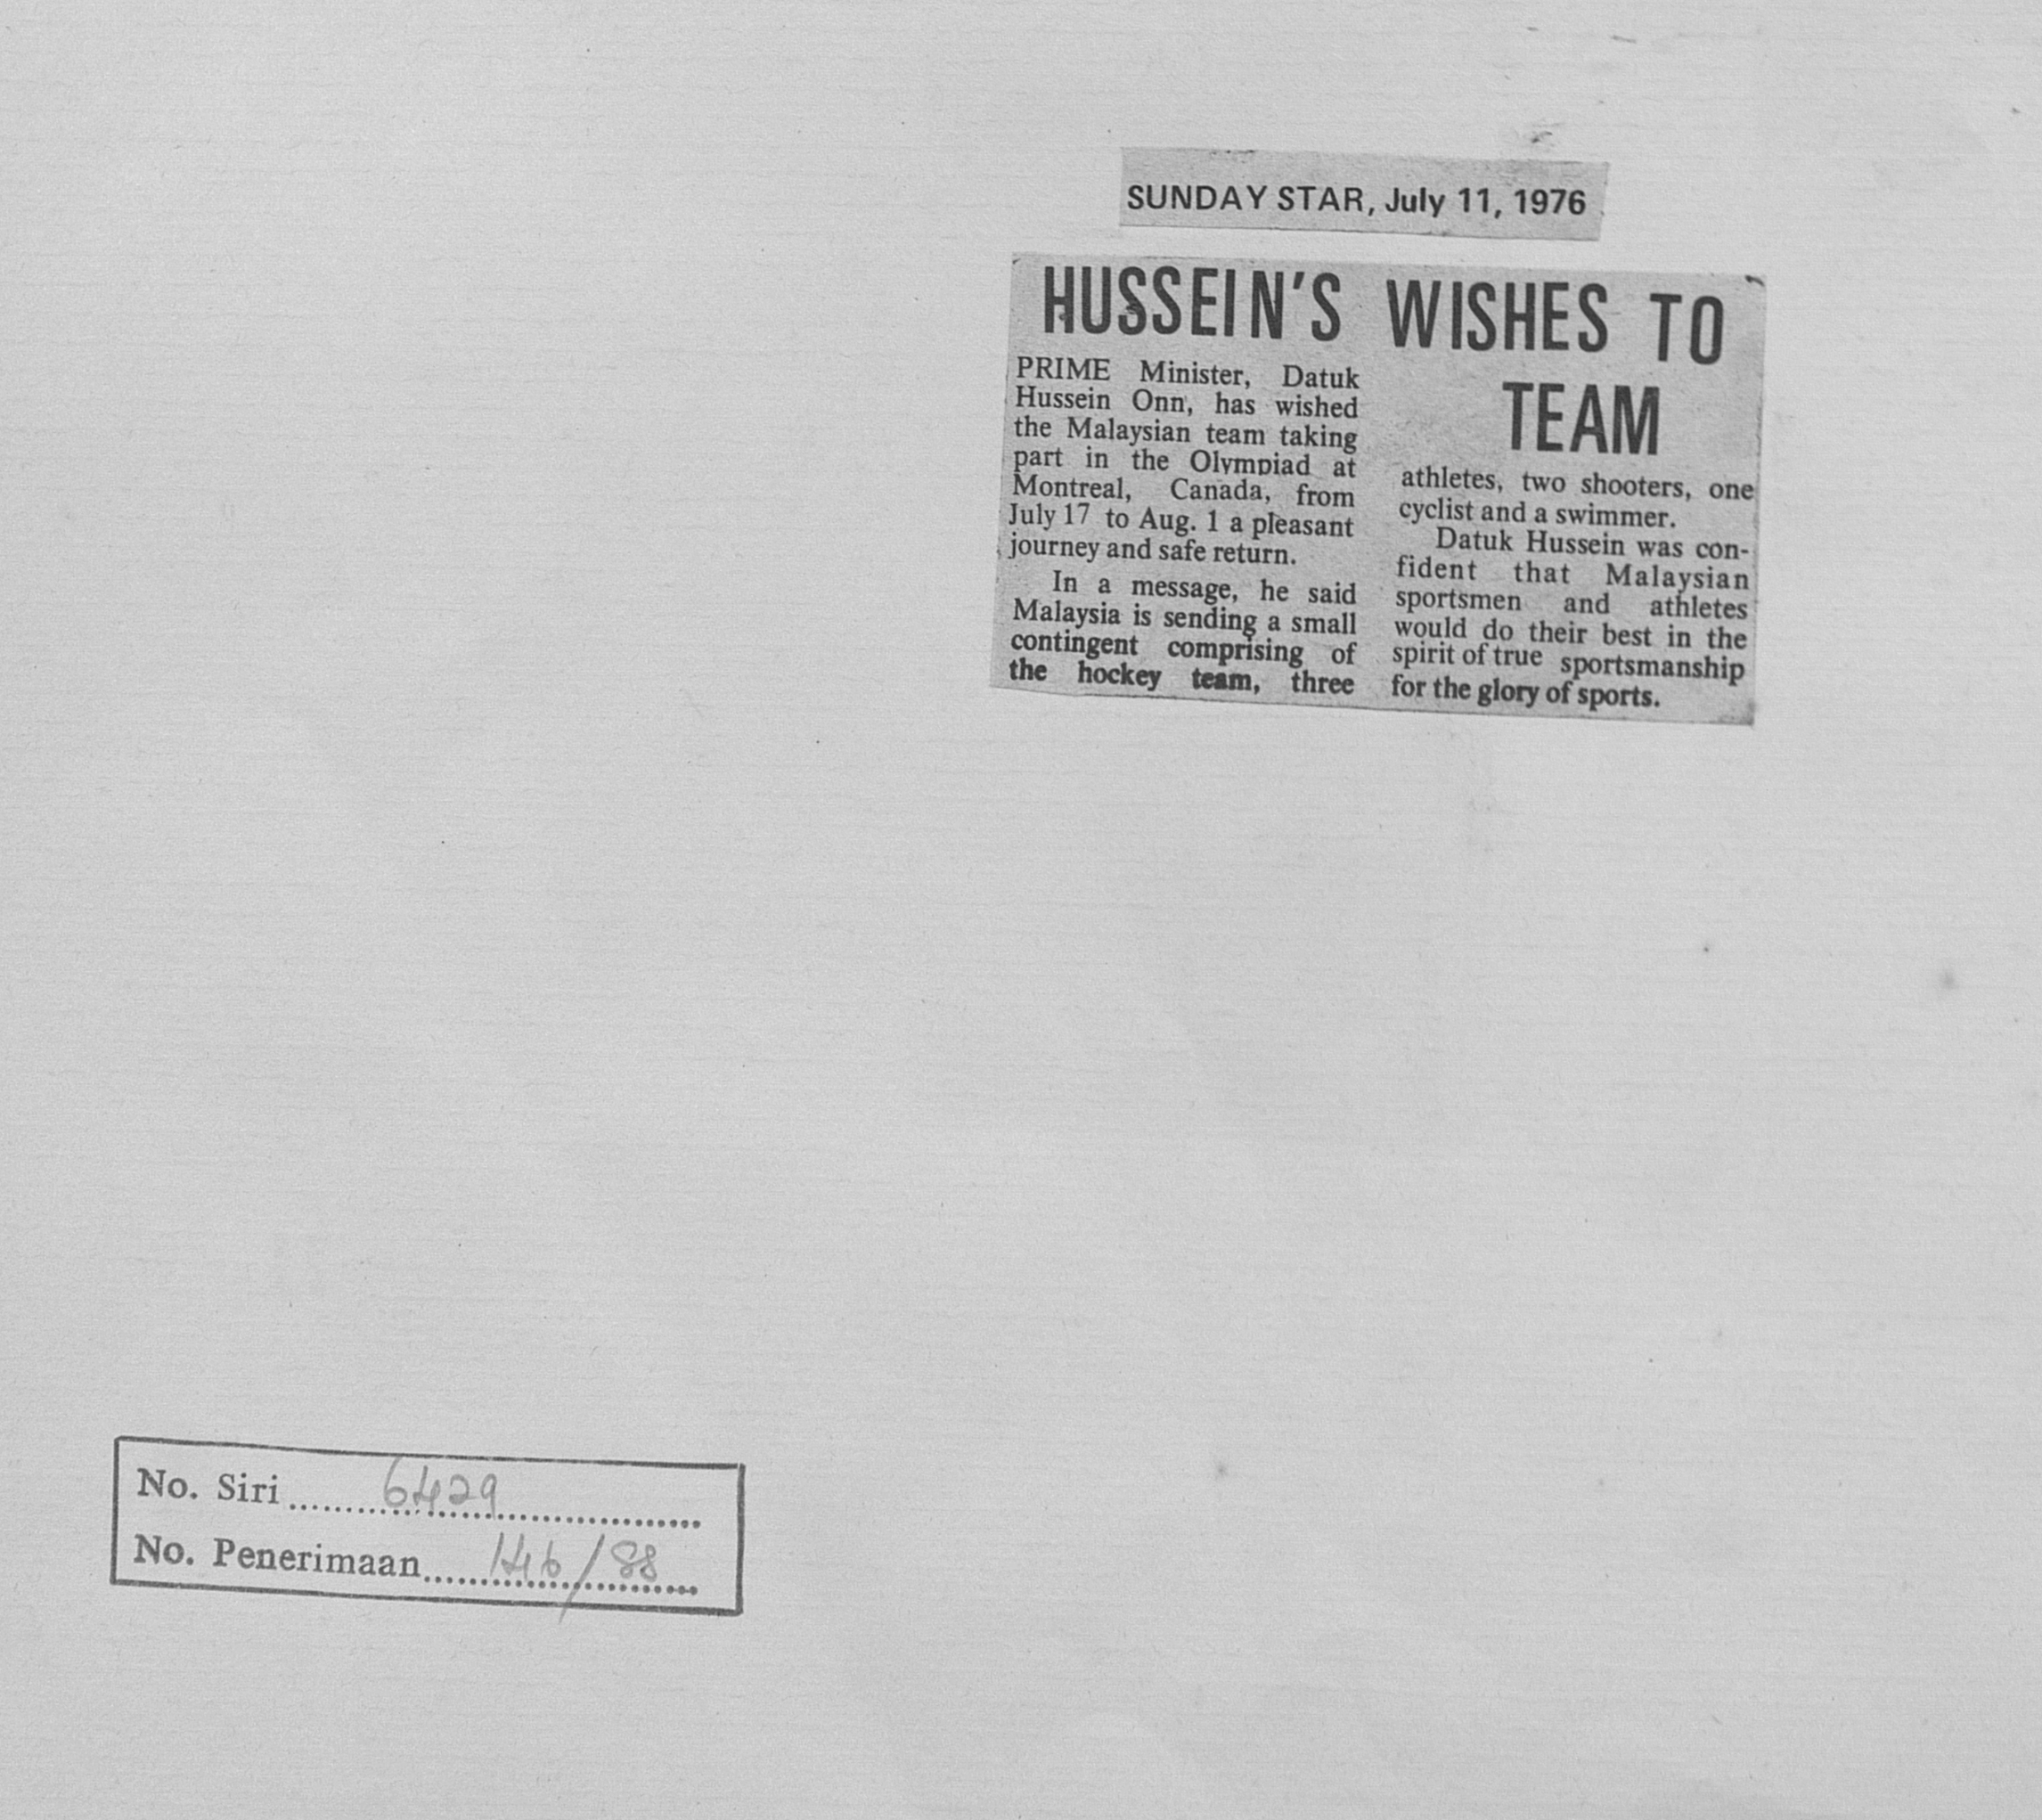 SUNDAY STAR, July 11, 1976
HUSSEIN'S WISHES TO
TEAM
PRIME Minister, Datuk
Hussein Onn, has wished
the Malaysian team taking
part in the Olympiad at
Montreal, Canada, from
July 17 to Aug. 1 a pleasant
journey and safe return.
In a message, he said
Malaysia is sending a small
contingent comprising of
the hockey team, three
athletes, two shooters, one
cyclist and a swimmer.
Datuk Hussein was con-
fident that Malaysian
sportsmen and athletes
would do their best in the
spirit of true sportsmanship
for the glory of sports.
No. Siri 6429
No. Penerimaan 146/88